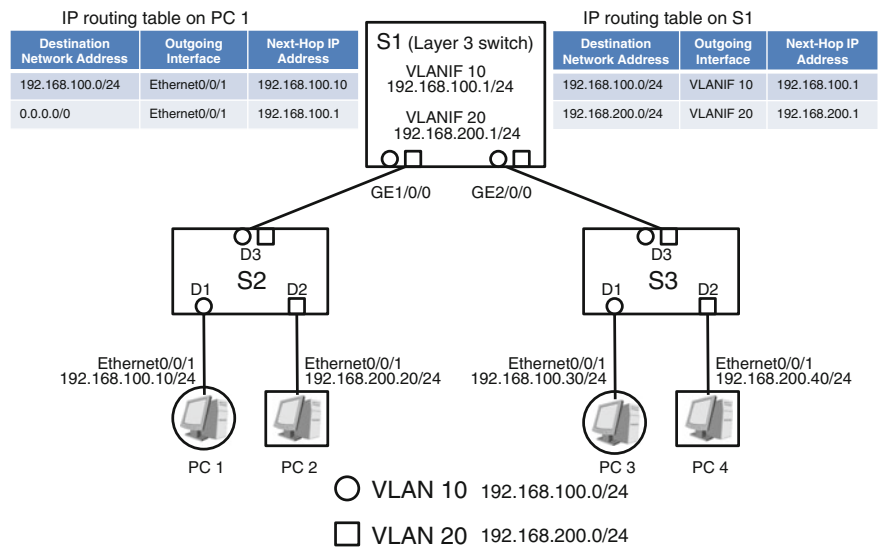 IP routing table on PC 1
Destination Network Address Outgoing Interface Next-Hop IP Address
192.168.100.0/24 Ethernet0/0/1 192.168.100.10
0.0.0.0/0 Ethernet0/0/1 192.168.100.1
S1 (Layer 3 switch)
VLANIF 10
192.168.100.1/24
VLANIF 20
192.168.200.1/24
IP routing table on S1
Destination Network Address Outgoing Interface Next-Hop IP Address
192.168.100.0/24 VLANIF 10 192.168.100.1
192.168.200.0/24 VLANIF 20 192.168.200.1
GE1/0/0 GE2/0/0
D3
S2
D1 D2
D3
S3
D1 D2
Ethernet0/0/1
192.168.100.10/24
Ethernet0/0/1
192.168.200.20/24
Ethernet0/0/1
192.168.100.30/24
Ethernet0/0/1
192.168.200.40/24
PC 1 PC 2 PC 3 PC 4
VLAN 10 192.168.100.0/24
VLAN 20 192.168.200.0/24